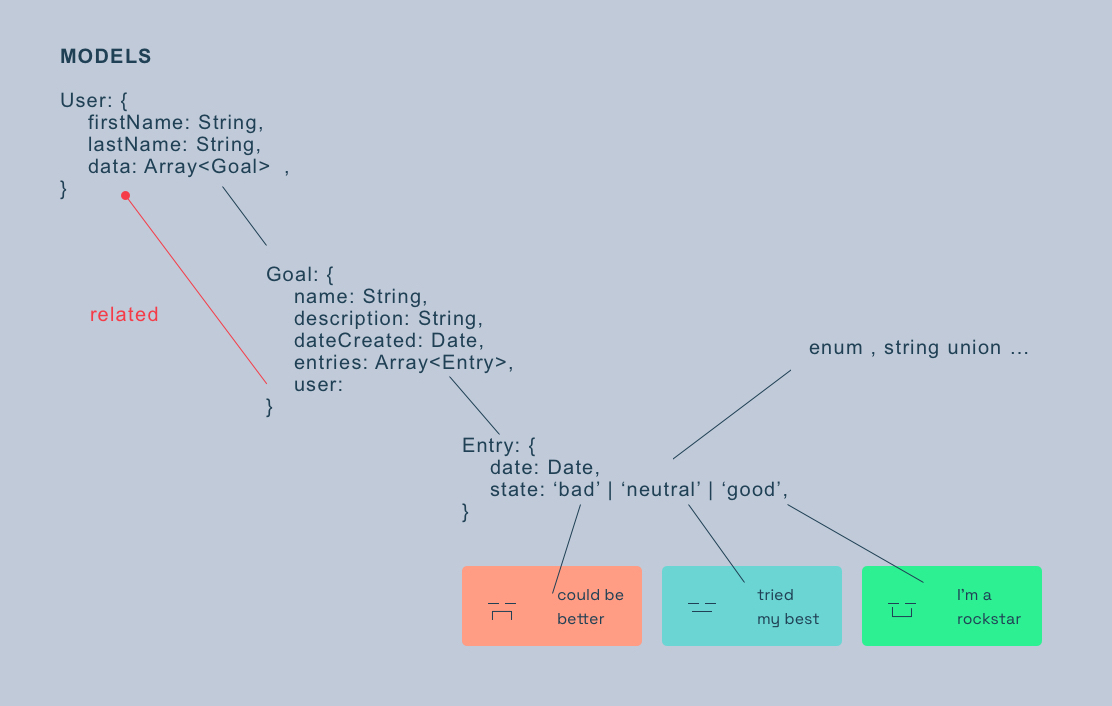 MODELS
User: {
firstName: String,
lastName: String,
data: Array<Goal>  ,
}
related
Goal: {
name: String,
description: String,
dateCreated: Date,
entries: Array<Entry>,
user:
}
enum , string union ...
Entry: {
date: Date,
state: ‘bad’ | ‘neutral’ | ‘good’,
}
could be
better
tried
my best
I'm a
rockstar